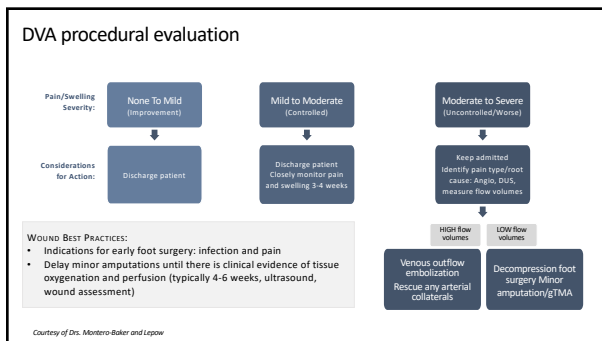 DVA procedural evaluation
Pain/Swelling
Severity:
None To Mild
(Improvement)
Mild to Moderate
(Controlled)
Moderate to Severe
(Uncontrolled/Worse)
Considerations
for Action:
Discharge patient
Discharge patient
Closely monitor pain
and swelling 3-4 weeks
Keep admitted
Identify pain type/root
cause: Angio, DUS,
measure flow volumes
HIGH flow
volumes
LOW flow
volumes
Venous outflow
embolization
Rescue any arterial
collaterals
Decompression foot
surgery Minor
amputation/gTMA
WOUND BEST PRACTICES:
• Indications for early foot surgery: infection and pain
• Delay minor amputations until there is clinical evidence of tissue
oxygenation and perfusion (typically 4-6 weeks, ultrasound,
wound assessment)
Courtesy of Drs. Montero-Baker and Lepow